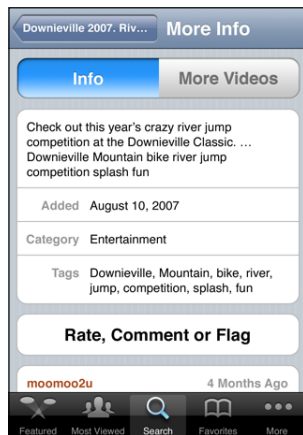 Downieville 2007. Riv...
More Info
Info
More Videos
Check out this year's crazy river jump
competition at the Downieville Classic. ...
Downieville Mountain bike river jump
competition splash fun
Added August 10, 2007
Category Entertainment
Tags Downieville, Mountain, bike, river,
jump, competition, splash, fun
Rate, Comment or Flag
moomoo2u 4 Months Ago
Featured Most Viewed Search Favorites More